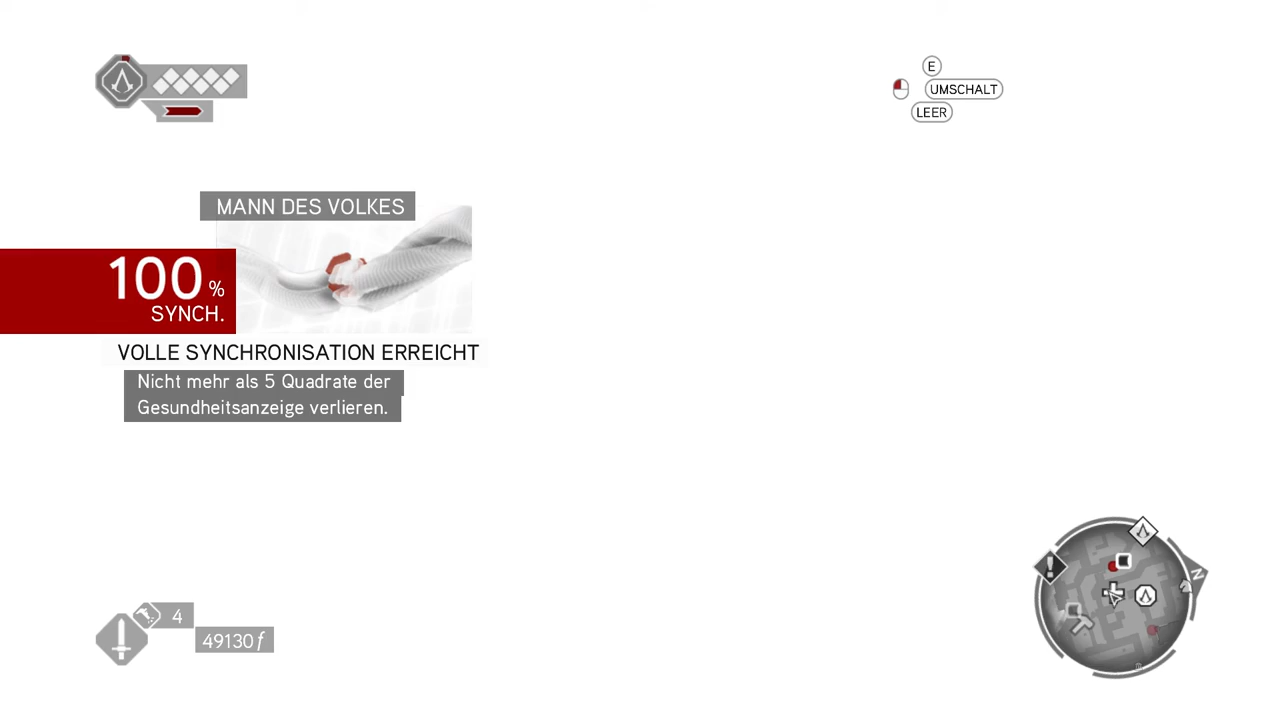 E
UMSCHALT
LEER
MANN DES VOLKES
100 %
SYNCH.
VOLLE SYNCHRONISATION ERREICHT
Nicht mehr als 5 Quadrate der
Gesundheitsanzeige verlieren.
4
49130 f
!
N